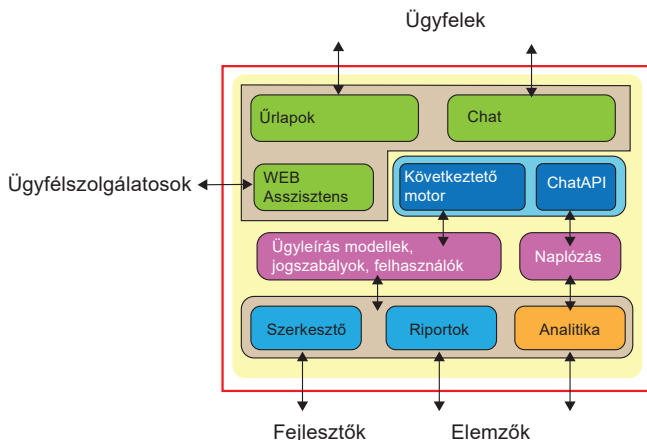 Ügyfelek
Űrlapok
Chat
Ügyfélszolgálatosok
WEB
Asszisztens
Következtető
motor
ChatAPI
Ügyleírás modellek,
jogszabályok, felhasználók
Naplózás
Szerkesztő
Riportok
Analitika
Fejlesztők
Elemzők